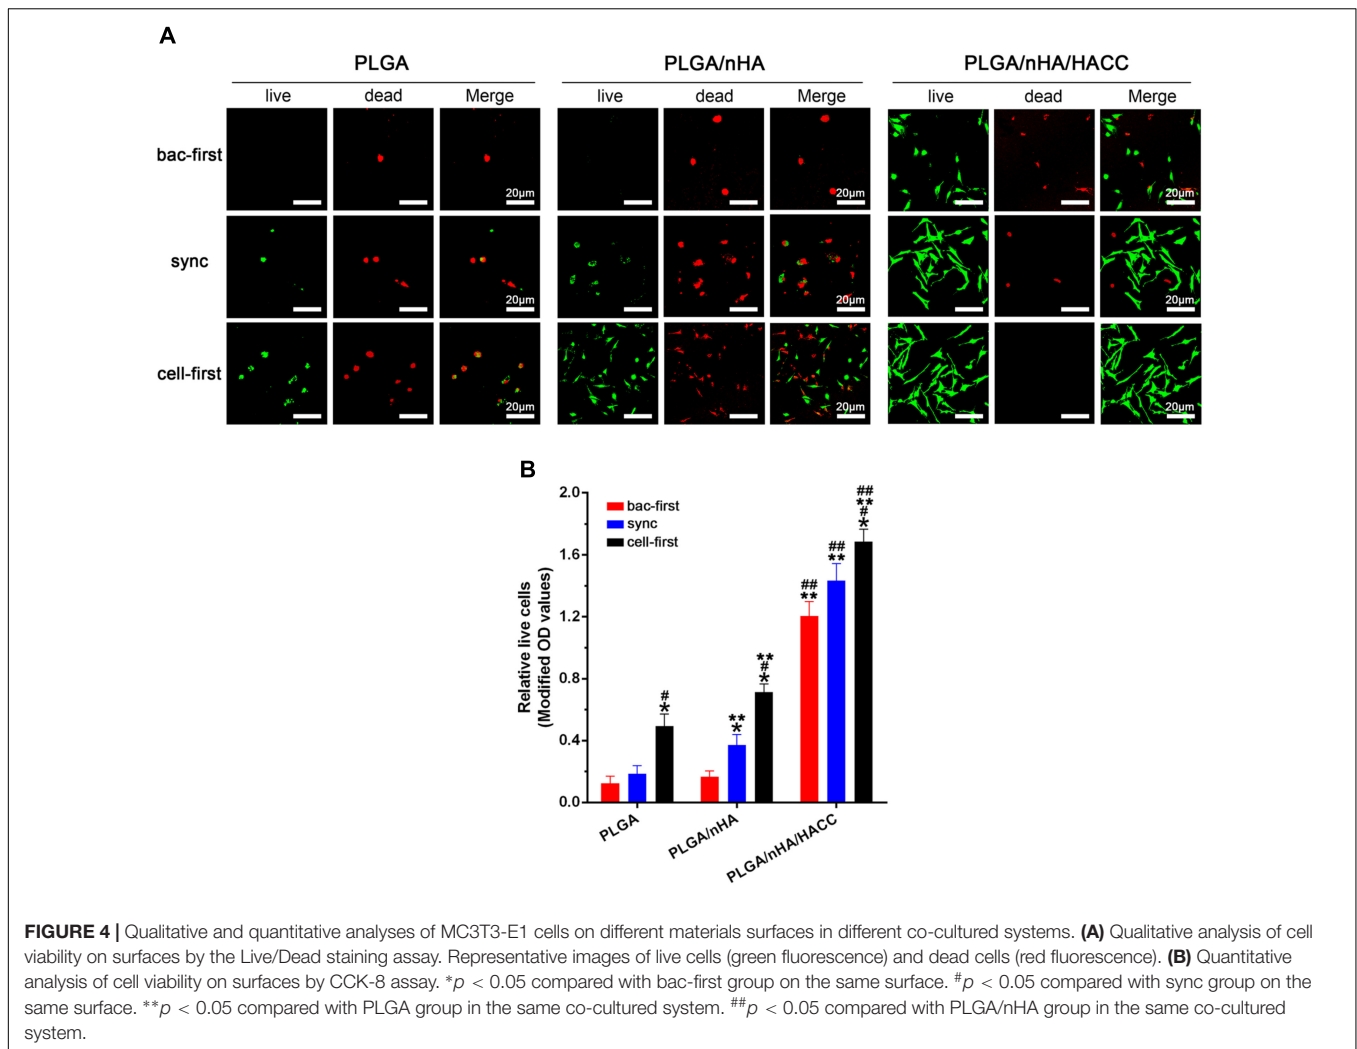 A
PLGA PLGA/nHA PLGA/nHA/HACC
live dead Merge live dead Merge live dead Merge
bac-first
20μm 20μm 20μm
sync
20μm 20μm 20μm
cell-first
20μm 20μm 20μm
B
2.0
1.6
1.2
0.8
0.4
0.0
Relative live cells
(Modified OD values)
bac-first
sync
cell-first
#
*
**
*
**
#
*
##
**
##
**
##
**
#
*
PLGA
PLGA/nHA
PLGA/nHA/HACC
FIGURE 4 | Qualitative and quantitative analyses of MC3T3-E1 cells on different materials surfaces in different co-cultured systems. (A) Qualitative analysis of cell
viability on surfaces by the Live/Dead staining assay. Representative images of live cells (green fluorescence) and dead cells (red fluorescence). (B) Quantitative
analysis of cell viability on surfaces by CCK-8 assay. *p < 0.05 compared with bac-first group on the same surface. #p < 0.05 compared with sync group on the
same surface. **p < 0.05 compared with PLGA group in the same co-cultured system. ##p < 0.05 compared with PLGA/nHA group in the same co-cultured
system.